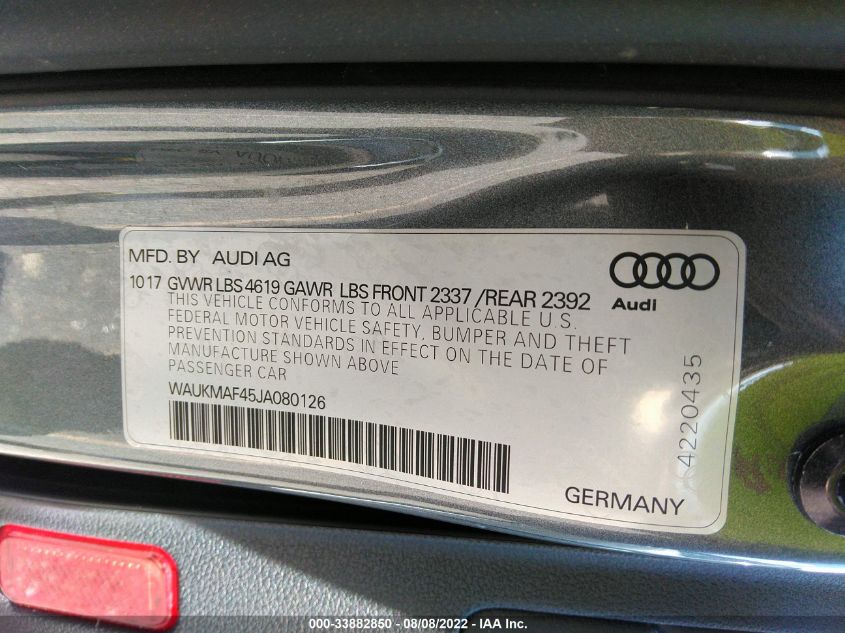 MFD. BY AUDI AG
1017 GVWR LBS 4619 GAWR LBS FRONT 2337 /REAR 2392
THIS VEHICLE CONFORMS TO ALL APPLICABLE U.S.
FEDERAL MOTOR VEHICLE SAFETY, BUMPER AND THEFT
PREVENTION STANDARDS IN EFFECT ON THE DATE OF
MANUFACTURE SHOWN ABOVE
PASSENGER CAR
WAUKMAF45JA080126
Audi
4220435
GERMANY
000-33882850 - 08/08/2022 - IAA Inc.